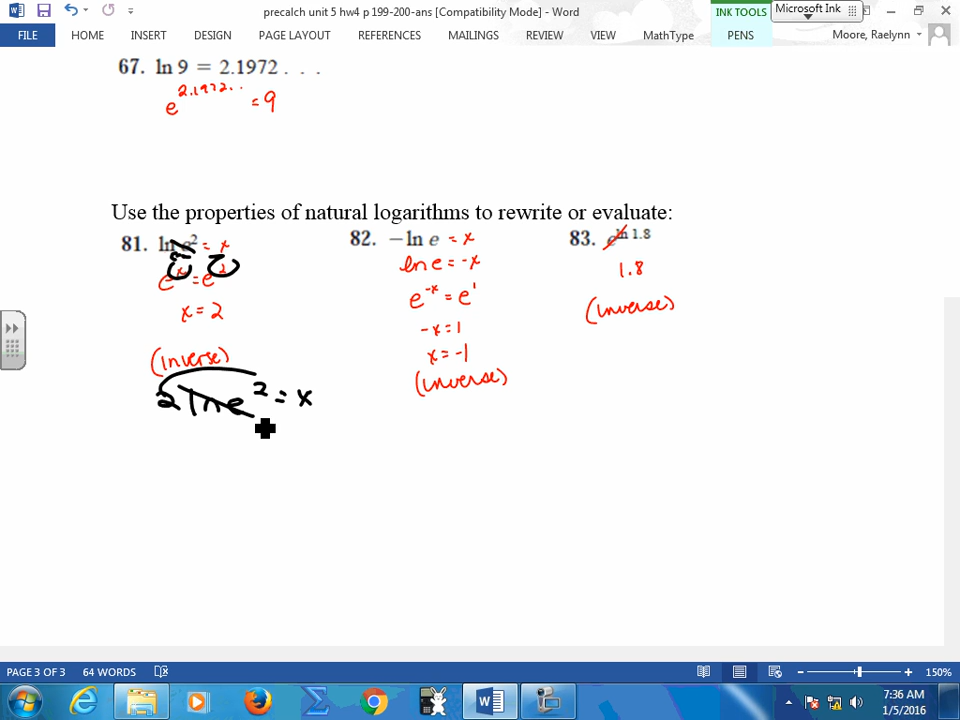 precalch unit 5 hw4 p 199-200-ans [Compatibility Mode] - Word
INK TOOLS
Microsoft Ink
FILE HOME INSERT DESIGN PAGE LAYOUT REFERENCES MAILINGS REVIEW VIEW MathType PENS Moore, Raelynn
67. ln 9 = 2.1972 . . .
e^2.1972.. = 9
Use the properties of natural logarithms to rewrite or evaluate:
81. ln e² = x
e^x = e^2
x = 2
(inverse)
2 ln e ² = x
82. −ln e = x
ln e = -x
e^-x = e^1
-x = 1
x = -1
(inverse)
83. e^ln 1.8
1.8
(inverse)
PAGE 3 OF 3 64 WORDS 150%
7:36 AM
1/5/2016